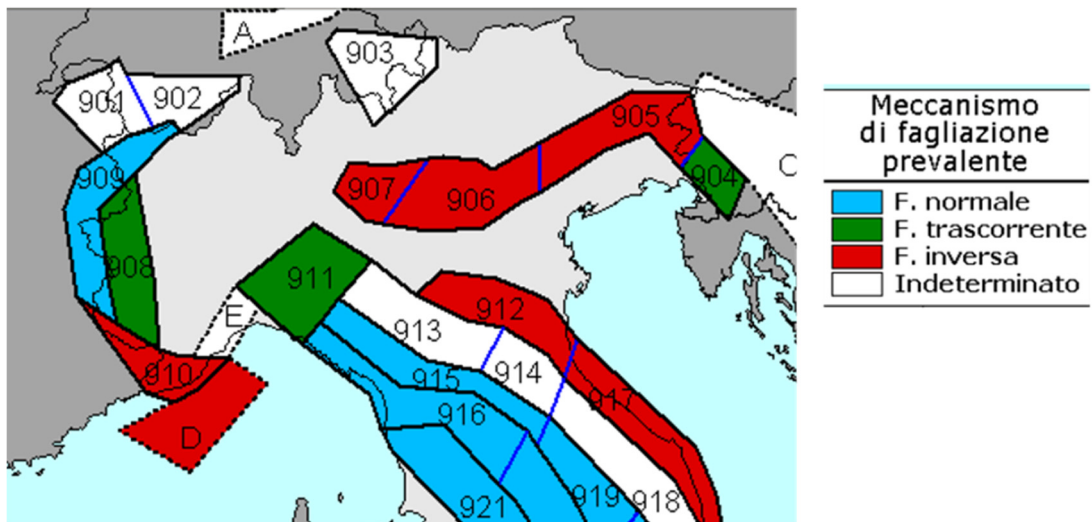 A
903
901
902
905
909
904
C
907
906
908
911
912
E
913
914
910
915
917
916
D
921
919
918
Meccanismo
di fagliazione
prevalente
F. normale
F. trascorrente
F. inversa
Indeterminato